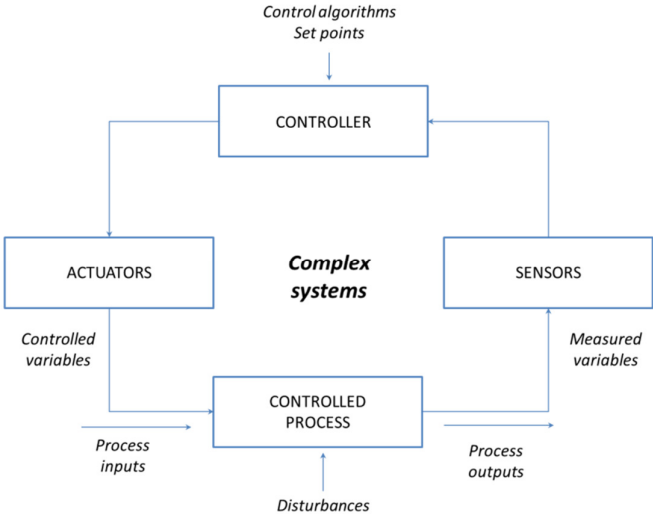 Control algorithms
Set points
CONTROLLER
ACTUATORS
Complex
systems
SENSORS
Controlled
variables
Measured
variables
CONTROLLED
PROCESS
Process
inputs
Process
outputs
Disturbances